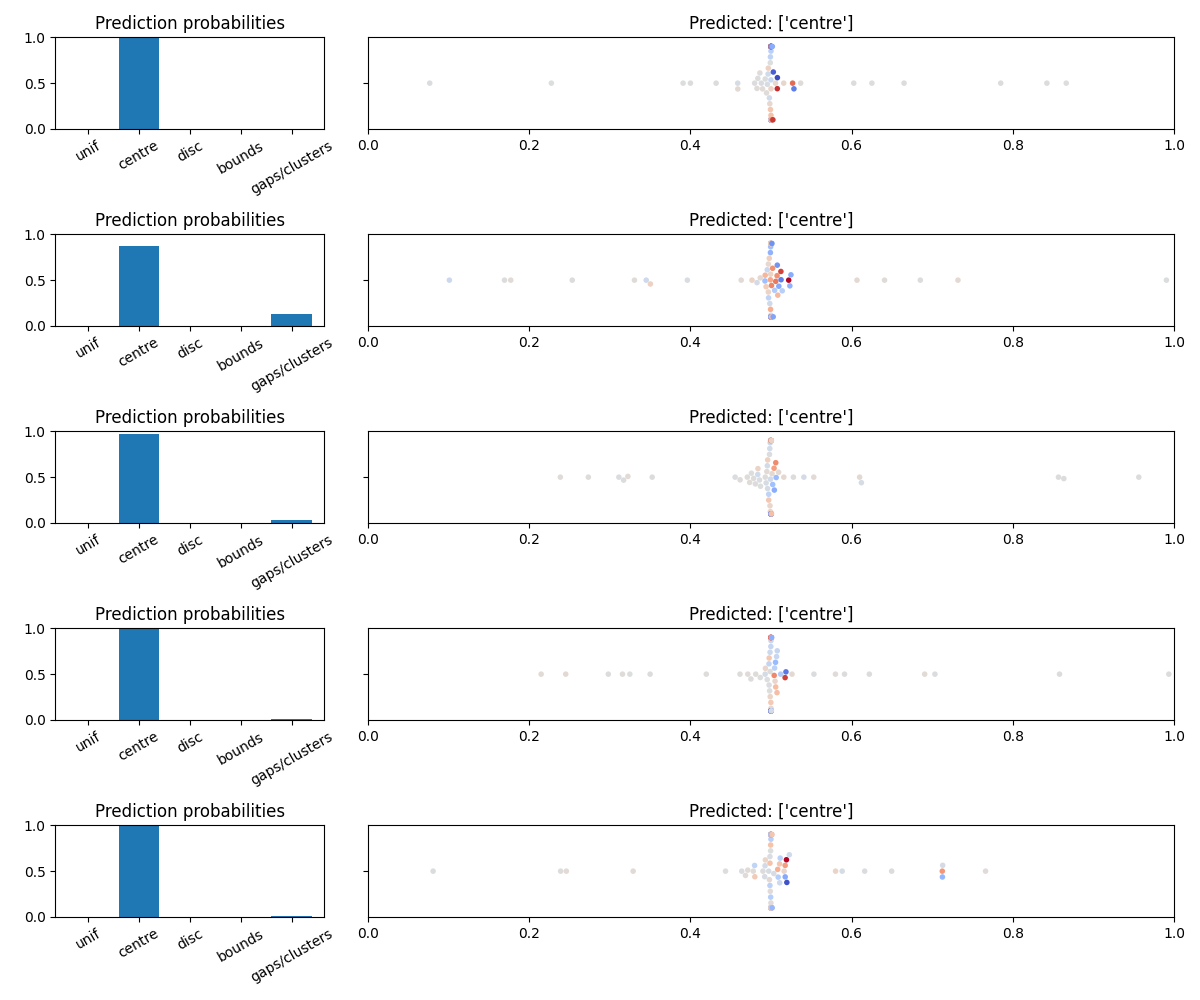 Prediction probabilities
Predicted: ['centre']
1.0
0.5
0.0
unif
centre
disc
bounds
gaps/clusters
0.0 0.2 0.4 0.6 0.8 1.0
Prediction probabilities
Predicted: ['centre']
1.0
0.5
0.0
unif
centre
disc
bounds
gaps/clusters
0.0 0.2 0.4 0.6 0.8 1.0
Prediction probabilities
Predicted: ['centre']
1.0
0.5
0.0
unif
centre
disc
bounds
gaps/clusters
0.0 0.2 0.4 0.6 0.8 1.0
Prediction probabilities
Predicted: ['centre']
1.0
0.5
0.0
unif
centre
disc
bounds
gaps/clusters
0.0 0.2 0.4 0.6 0.8 1.0
Prediction probabilities
Predicted: ['centre']
1.0
0.5
0.0
unif
centre
disc
bounds
gaps/clusters
0.0 0.2 0.4 0.6 0.8 1.0